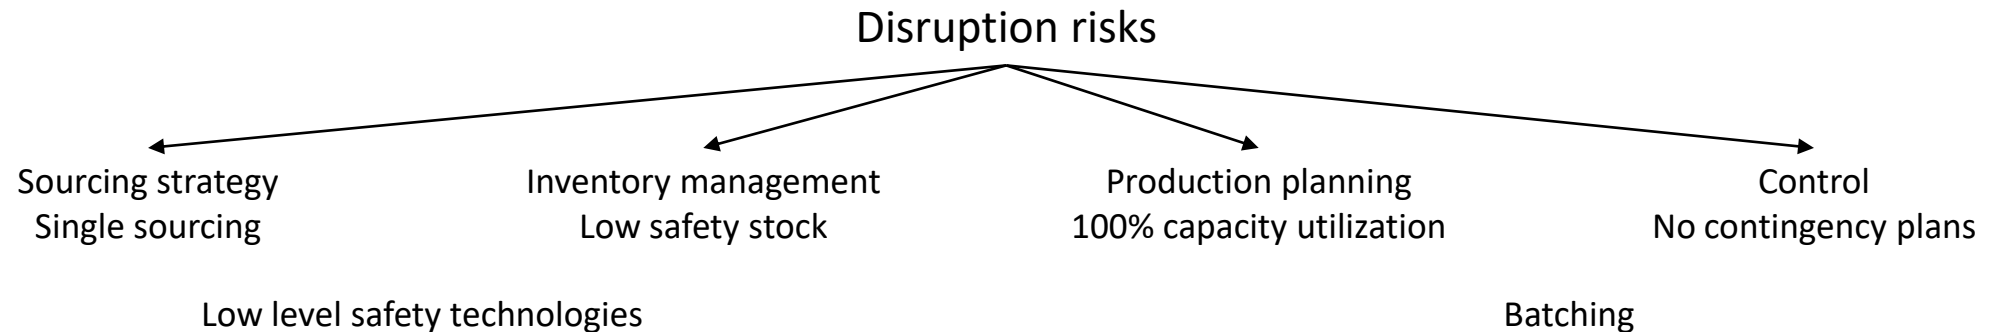 Disruption risks
Sourcing strategy
Single sourcing
Inventory management
Low safety stock
Production planning
100% capacity utilization
Control
No contingency plans
Low level safety technologies
Batching